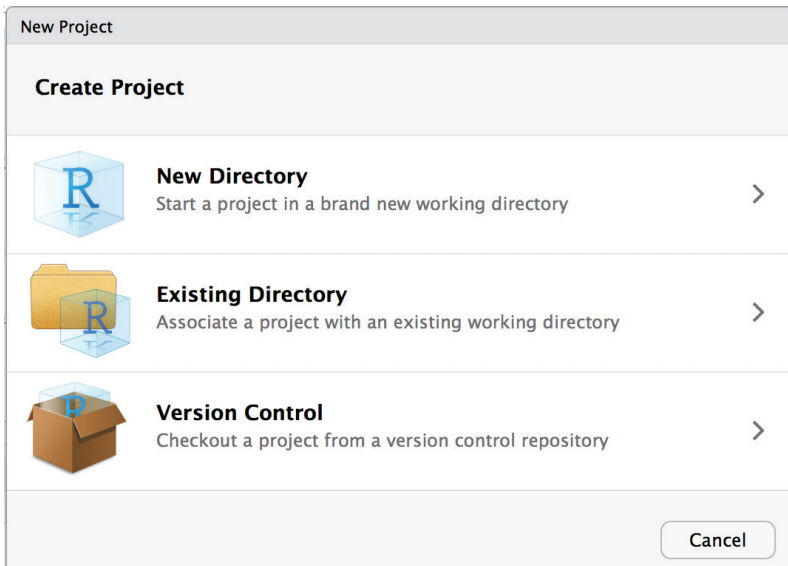 New Project
Create Project
New Directory
Start a project in a brand new working directory
Existing Directory
Associate a project with an existing working directory
Version Control
Checkout a project from a version control repository
Cancel